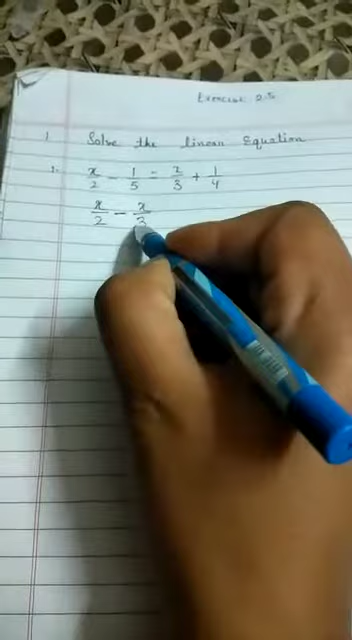 Exercise 2.5
1 Solve the linear Equation
1. x/2 - 1/5 = x/3 + 1/4
x/2 - x/3